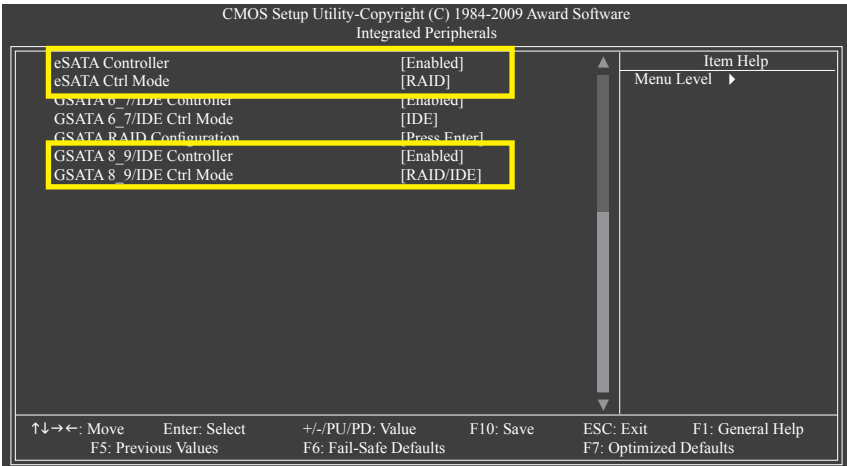 CMOS Setup Utility-Copyright (C) 1984-2009 Award Software
Integrated Peripherals
eSATA Controller [Enabled]
eSATA Ctrl Mode [RAID]
GSATA 6_7/IDE Controller [Enabled]
GSATA 6_7/IDE Ctrl Mode [IDE]
GSATA RAID Configuration [Press Enter]
GSATA 8_9/IDE Controller [Enabled]
GSATA 8_9/IDE Ctrl Mode [RAID/IDE]
Item Help
Menu Level ▶
↑↓→←: Move Enter: Select +/-/PU/PD: Value F10: Save ESC: Exit F1: General Help
F5: Previous Values F6: Fail-Safe Defaults F7: Optimized Defaults